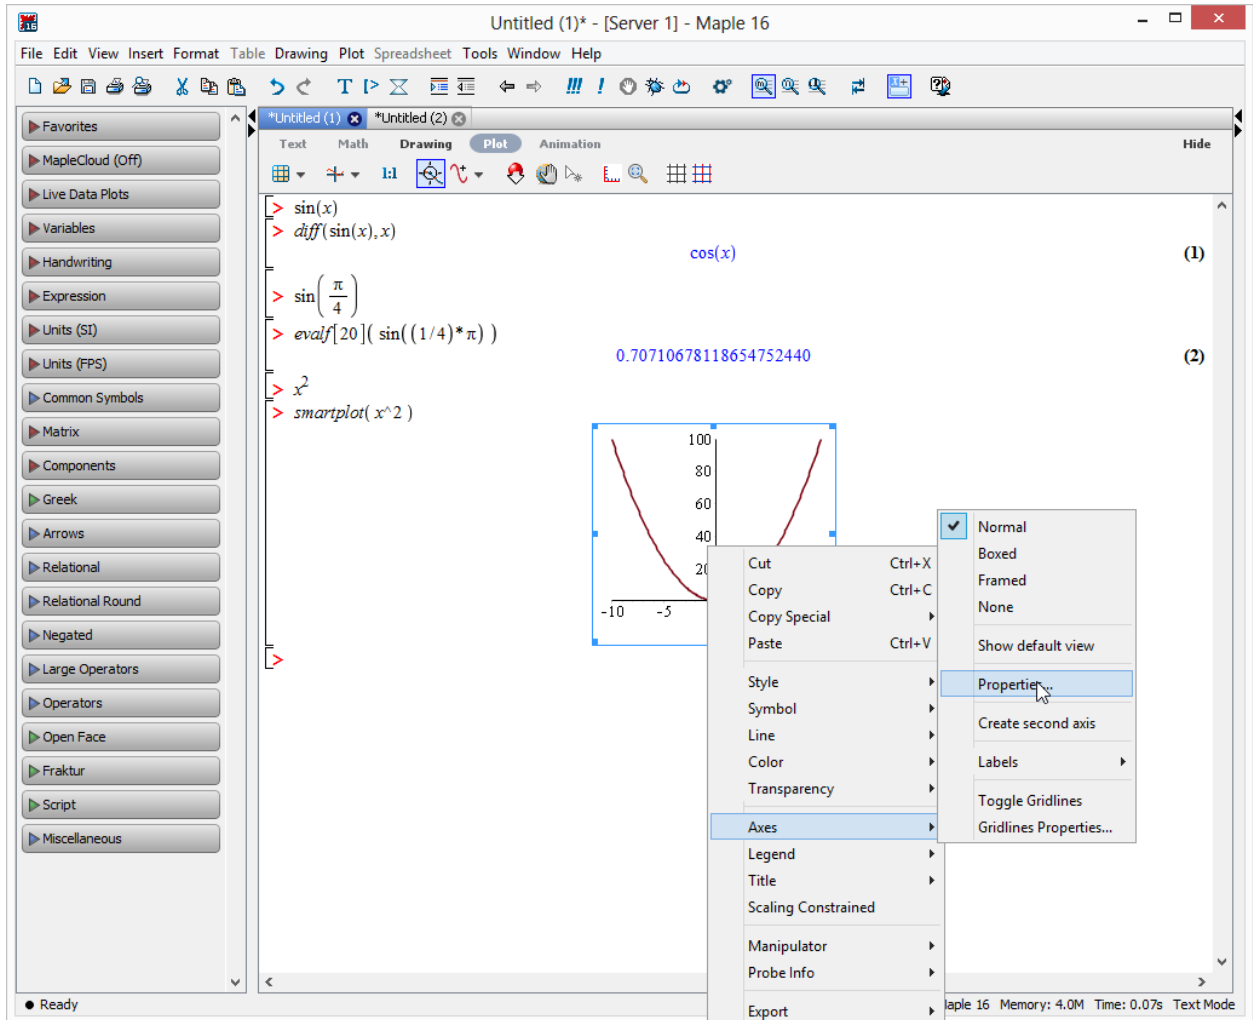 Untitled (1)* - [Server 1] - Maple 16
File Edit View Insert Format Table Drawing Plot Spreadsheet Tools Window Help
*Untitled (1) *Untitled (2)
Text Math Drawing Plot Animation Hide
1:1
Favorites
MapleCloud (Off)
Live Data Plots
Variables
Handwriting
Expression
Units (SI)
Units (FPS)
Common Symbols
Matrix
Components
Greek
Arrows
Relational
Relational Round
Negated
Large Operators
Operators
Open Face
Fraktur
Script
Miscellaneous
> sin(x)
> diff(sin(x), x)
cos(x) (1)
> sin(π/4)
> evalf[20]( sin((1/4)*π) )
0.70710678118654752440 (2)
> x²
> smartplot( x^2 )
100
80
60
40
20
-10 -5
>
Cut Ctrl+X
Copy Ctrl+C
Copy Special
Paste Ctrl+V
Style
Symbol
Line
Color
Transparency
Axes
Legend
Title
Scaling Constrained
Manipulator
Probe Info
Export
Normal
Boxed
Framed
None
Show default view
Properties...
Create second axis
Labels
Toggle Gridlines
Gridlines Properties...
Ready
16 Memory: 4.0M Time: 0.07s Text Mode